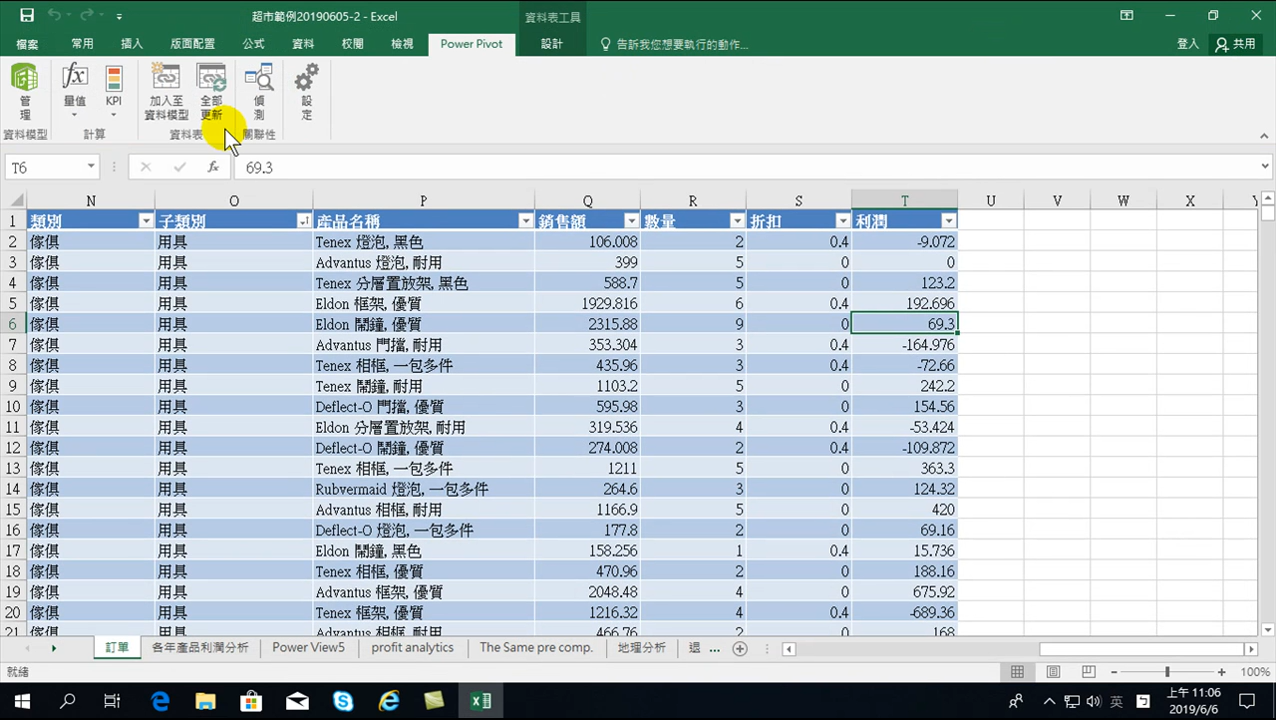 超市範例20190605-2 - Excel
資料表工具
檔案 常用 插入 版面配置 公式 資料 校閱 檢視 Power Pivot 設計 告訴我您想要執行的動作... 登入 共用
管理 量值 KPI 加入至資料模型 全部更新 偵測 設定
資料模型 計算 資料表 關聯性
T6 fx 69.3
N O P Q R S T U V W X Y
1 類別 子類別 產品名稱 銷售額 數量 折扣 利潤
2 傢俱 用具 Tenex 燈泡, 黑色 106.008 2 0.4 -9.072
3 傢俱 用具 Advantus 燈泡, 耐用 399 5 0 0
4 傢俱 用具 Tenex 分層置放架, 黑色 588.7 5 0 123.2
5 傢俱 用具 Eldon 框架, 優質 1929.816 6 0.4 192.696
6 傢俱 用具 Eldon 鬧鐘, 優質 2315.88 9 0 69.3
7 傢俱 用具 Advantus 門擋, 耐用 353.304 3 0.4 -164.976
8 傢俱 用具 Tenex 相框, 一包多件 435.96 3 0.4 -72.66
9 傢俱 用具 Tenex 鬧鐘, 耐用 1103.2 5 0 242.2
10 傢俱 用具 Deflect-O 門擋, 優質 595.98 3 0 154.56
11 傢俱 用具 Eldon 分層置放架, 耐用 319.536 4 0.4 -53.424
12 傢俱 用具 Deflect-O 鬧鐘, 優質 274.008 2 0.4 -109.872
13 傢俱 用具 Tenex 相框, 一包多件 1211 5 0 363.3
14 傢俱 用具 Rubvermaid 燈泡, 一包多件 264.6 3 0 124.32
15 傢俱 用具 Advantus 相框, 耐用 1166.9 5 0 420
16 傢俱 用具 Deflect-O 燈泡, 一包多件 177.8 2 0 69.16
17 傢俱 用具 Eldon 鬧鐘, 黑色 158.256 1 0.4 15.736
18 傢俱 用具 Tenex 相框, 優質 470.96 2 0 188.16
19 傢俱 用具 Advantus 框架, 優質 2048.48 4 0 675.92
20 傢俱 用具 Tenex 框架, 優質 1216.32 4 0.4 -689.36
21 傢俱 用具 Advantus 相框, 耐用 466.76 2 0 168
訂單 各年產品利潤分析 Power View5 profit analytics The Same pre comp. 地理分析 退 ...
就緒 100%
英 上午 11:06
2019/6/6